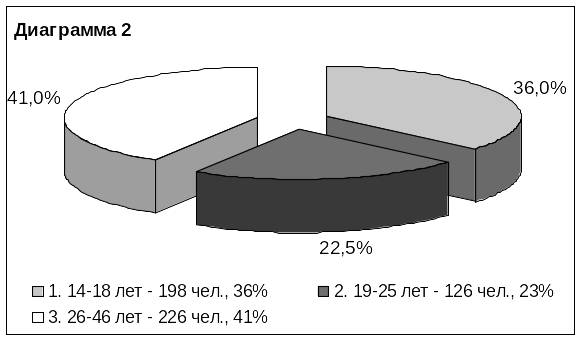 Диаграмма 2
41,0%
36,0%
22,5%
1. 14-18 лет - 198 чел., 36%
2. 19-25 лет - 126 чел., 23%
3. 26-46 лет - 226 чел., 41%